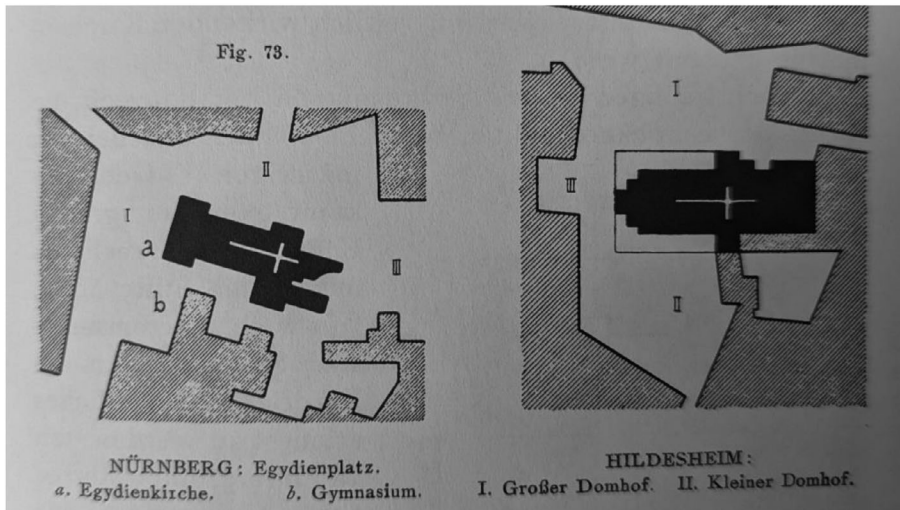 Fig. 73.
I
II
a
III
b
NÜRNBERG: Egydienplatz.
a. Egydienkirche. b. Gymnasium.
I
III
II
HILDESHEIM:
I. Großer Domhof. II. Kleiner Domhof.